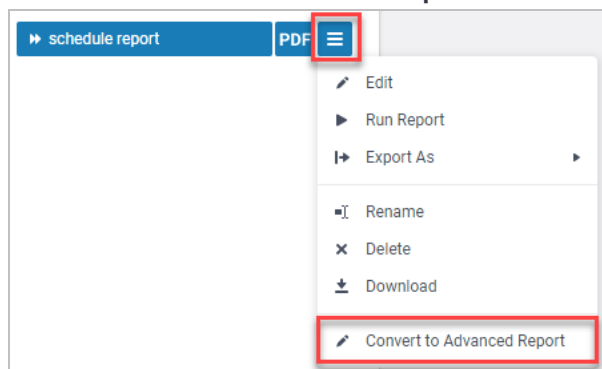 schedule report PDF
Edit
Run Report
Export As
Rename
Delete
Download
Convert to Advanced Report